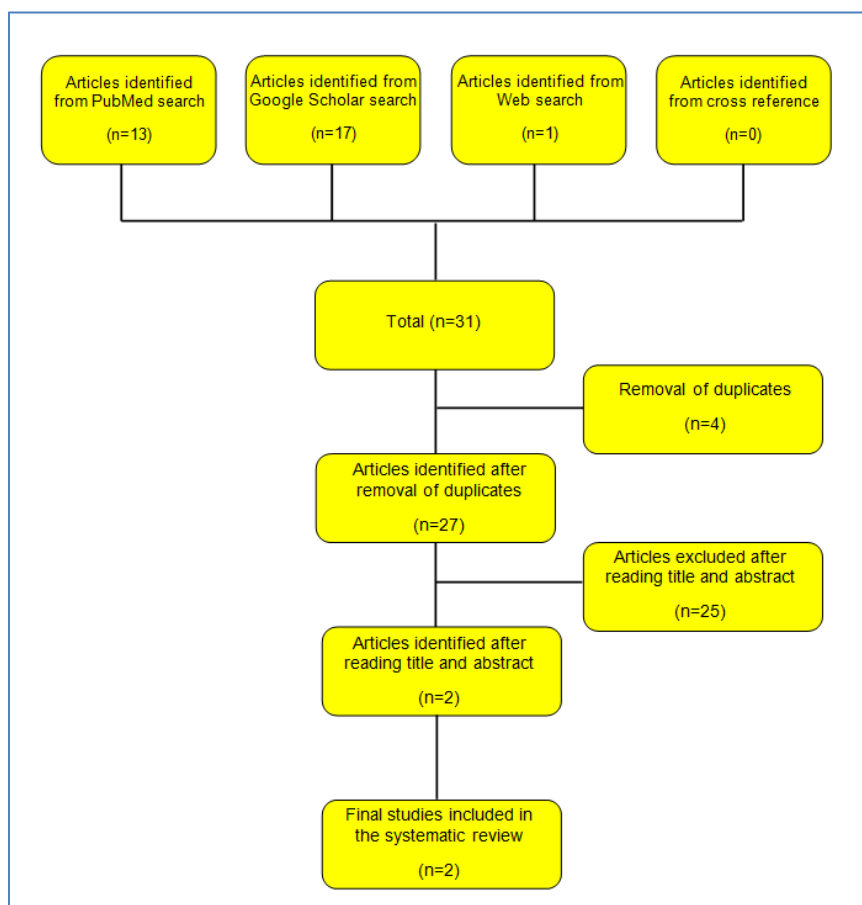 Articles identified
from PubMed search
(n=13)
Articles identified from
Google Scholar search
(n=17)
Articles identified from
Web search
(n=1)
Articles identified
from cross reference
(n=0)
Total (n=31)
Removal of duplicates
(n=4)
Articles identified after
removal of duplicates
(n=27)
Articles excluded after
reading title and abstract
(n=25)
Articles identified after
reading title and abstract
(n=2)
Final studies included in
the systematic review
(n=2)